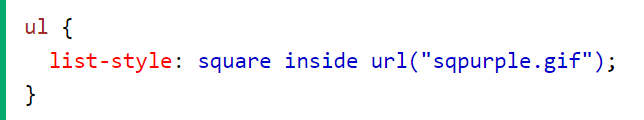 ul {
  list-style: square inside url("sqpurple.gif");
}